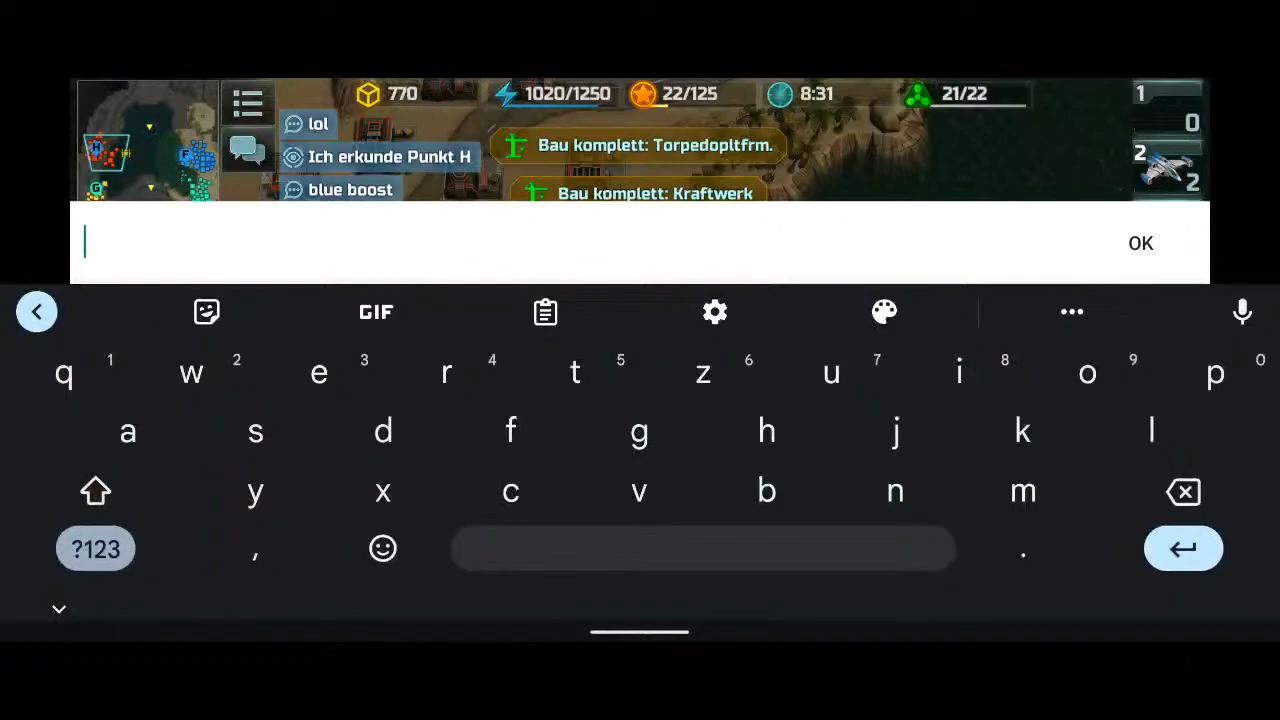 770 1020/1250 22/125 8:31 21/22 1
lol
0
Bau komplett: Torpedopltfrm.
Ich erkunde Punkt H
2
2
blue boost
Bau komplett: Kraftwerk
H
F
G
OK
GIF
q 1 w 2 e 3 r 4 t 5 z 6 u 7 i 8 o 9 p 0
a s d f g h j k l
y x c v b n m
?123 , .